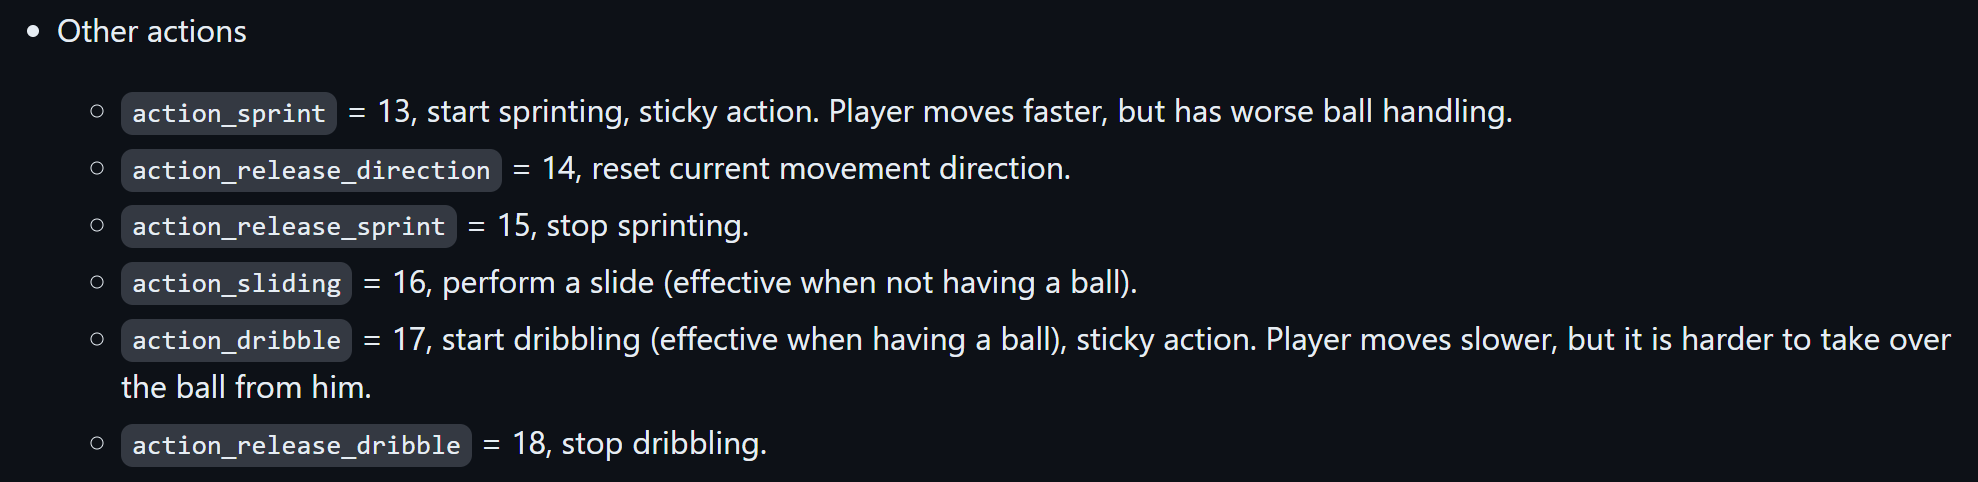 Other actions
action_sprint = 13, start sprinting, sticky action. Player moves faster, but has worse ball handling.
action_release_direction = 14, reset current movement direction.
action_release_sprint = 15, stop sprinting.
action_sliding = 16, perform a slide (effective when not having a ball).
action_dribble = 17, start dribbling (effective when having a ball), sticky action. Player moves slower, but it is harder to take over
the ball from him.
action_release_dribble = 18, stop dribbling.